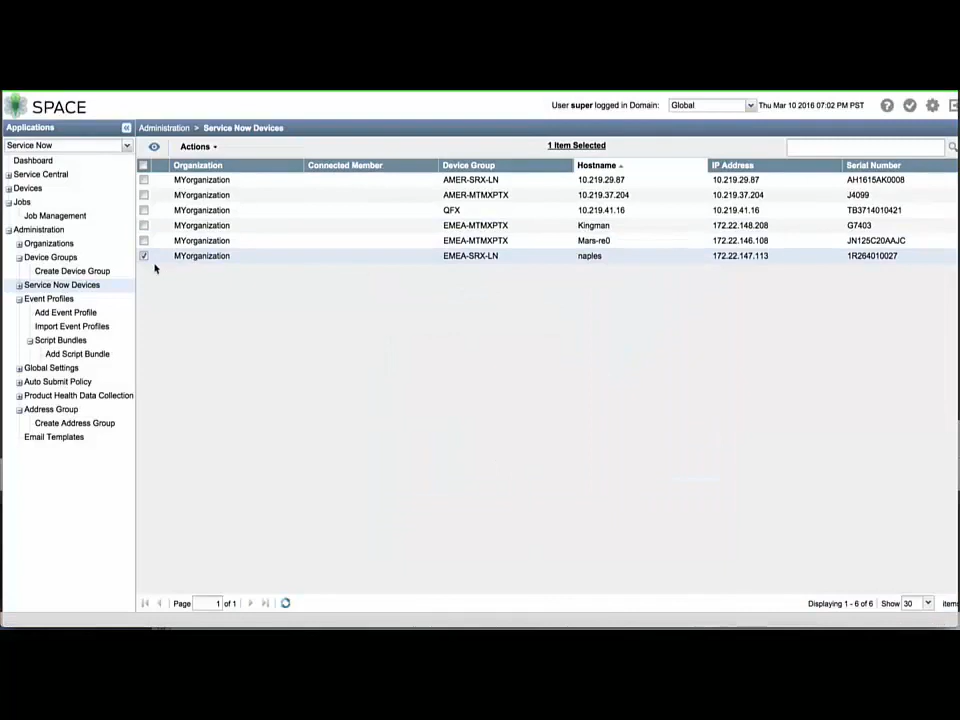 SPACE
User super logged in Domain: Global Thu Mar 10 2016 07:02 PM PST
Applications
Administration > Service Now Devices
Service Now
Actions
1 Item Selected
Organization Connected Member Device Group Hostname IP Address Serial Number
MYorganization AMER-SRX-LN 10.219.29.87 10.219.29.87 AH1615AK0008
MYorganization AMER-MTMXPTX 10.219.37.204 10.219.37.204 J4099
MYorganization QFX 10.219.41.16 10.219.41.16 TB3714010421
MYorganization EMEA-MTMXPTX Kingman 172.22.148.208 G7403
MYorganization EMEA-MTMXPTX Mars-re0 172.22.146.108 JN125C20AAJC
MYorganization EMEA-SRX-LN naples 172.22.147.113 1R264010027
Dashboard
Service Central
Devices
Jobs
Job Management
Administration
Organizations
Device Groups
Create Device Group
Service Now Devices
Event Profiles
Add Event Profile
Import Event Profiles
Script Bundles
Add Script Bundle
Global Settings
Auto Submit Policy
Product Health Data Collection
Address Group
Create Address Group
Email Templates
Page 1 of 1
Displaying 1 - 6 of 6 Show 30 items